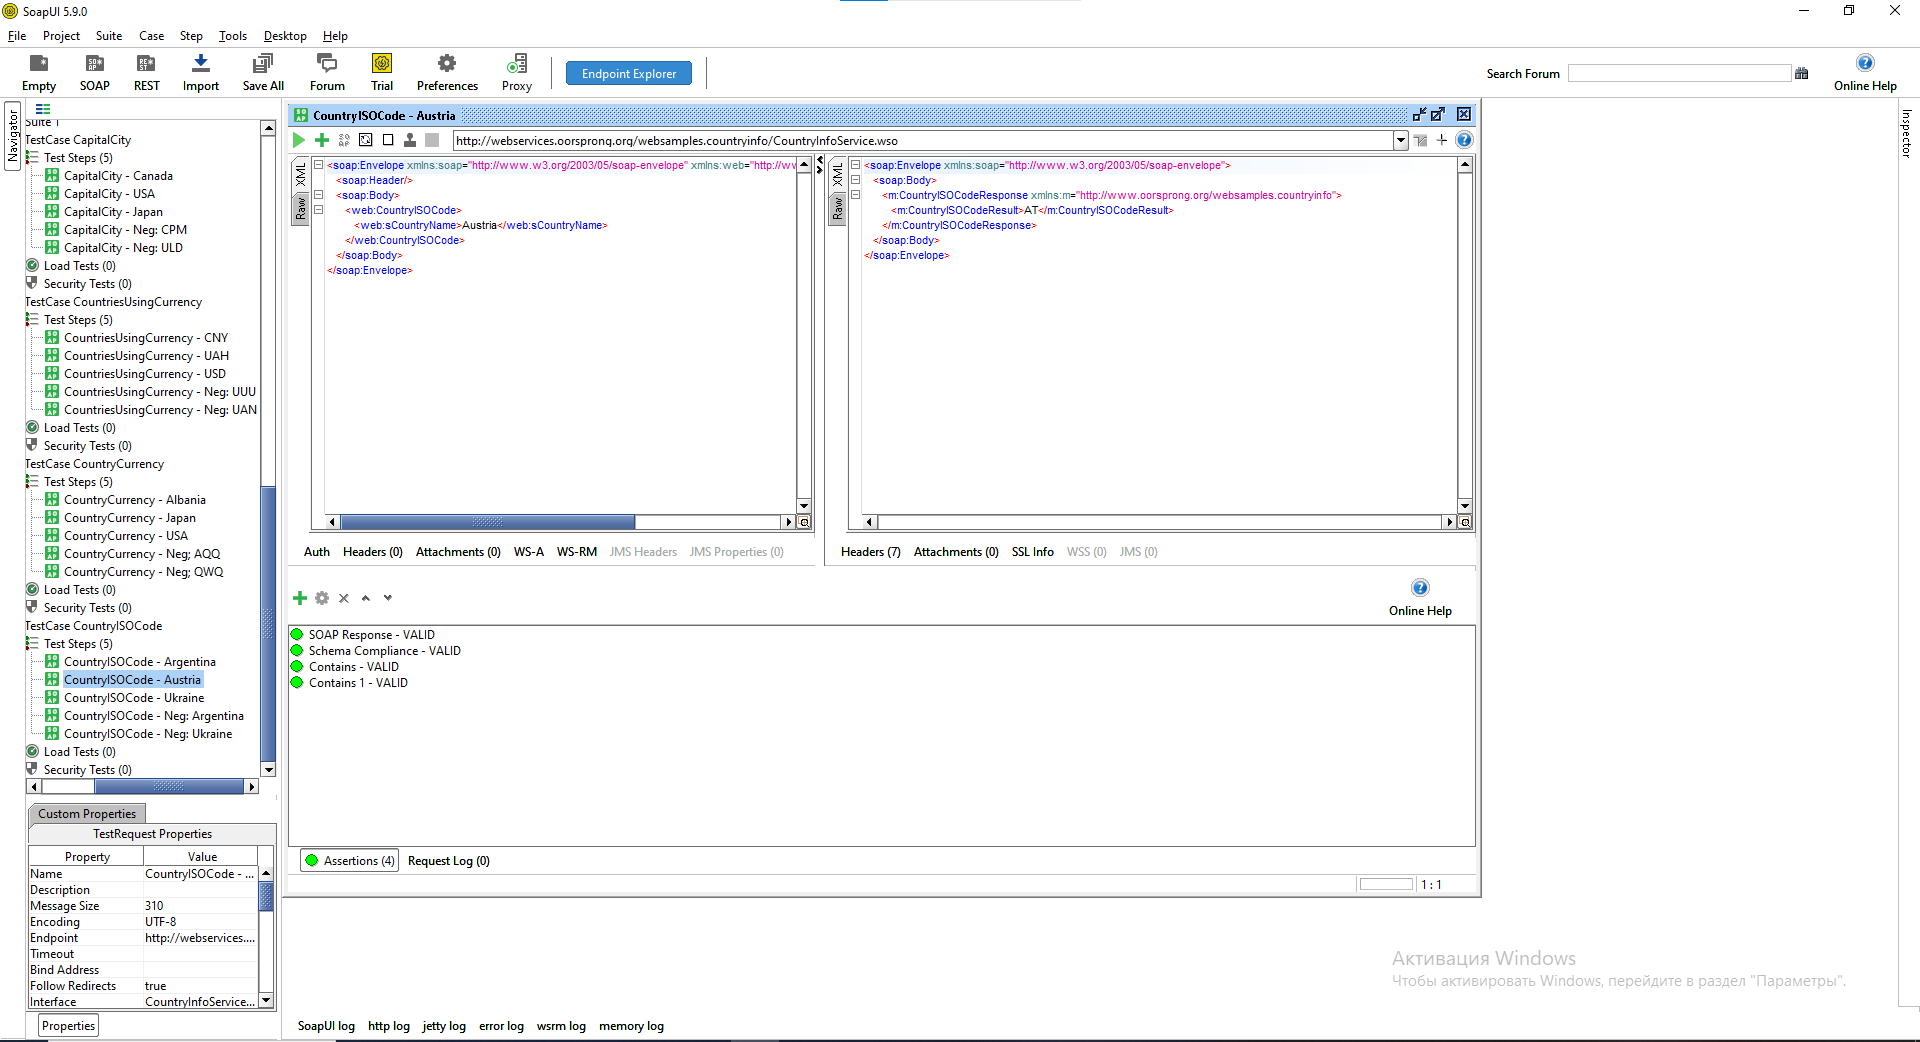 SoapUI 5.9.0
File Project Suite Case Step Tools Desktop Help
Empty SOAP REST Import Save All Forum Trial Preferences Proxy Endpoint Explorer Search Forum Online Help
Navigator
Suite 1
TestCase CapitalCity
Test Steps (5)
CapitalCity - Canada
CapitalCity - USA
CapitalCity - Japan
CapitalCity - Neg: CPM
CapitalCity - Neg: ULD
Load Tests (0)
Security Tests (0)
TestCase CountriesUsingCurrency
Test Steps (5)
CountriesUsingCurrency - CNY
CountriesUsingCurrency - UAH
CountriesUsingCurrency - USD
CountriesUsingCurrency - Neg: UUU
CountriesUsingCurrency - Neg: UAN
Load Tests (0)
Security Tests (0)
TestCase CountryCurrency
Test Steps (5)
CountryCurrency - Albania
CountryCurrency - Japan
CountryCurrency - USA
CountryCurrency - Neg; AQQ
CountryCurrency - Neg; QWQ
Load Tests (0)
Security Tests (0)
TestCase CountryISOCode
Test Steps (5)
CountryISOCode - Argentina
CountryISOCode - Austria
CountryISOCode - Ukraine
CountryISOCode - Neg: Argentina
CountryISOCode - Neg: Ukraine
Load Tests (0)
Security Tests (0)
Custom Properties
TestRequest Properties
Property Value
Name CountryISOCode - ...
Description
Message Size 310
Encoding UTF-8
Endpoint http://webservices....
Timeout
Bind Address
Follow Redirects true
Interface CountryInfoService...
Properties
CountryISOCode - Austria
http://webservices.oorsprong.org/websamples.countryinfo/CountryInfoService.wso
XML
Raw
<soap:Envelope xmlns:soap="http://www.w3.org/2003/05/soap-envelope" xmlns:web="http://ww
<soap:Header/>
<soap:Body>
<web:CountryISOCode>
<web:sCountryName>Austria</web:sCountryName>
</web:CountryISOCode>
</soap:Body>
</soap:Envelope>
Auth Headers (0) Attachments (0) WS-A WS-RM JMS Headers JMS Properties (0)
XML
Raw
<soap:Envelope xmlns:soap="http://www.w3.org/2003/05/soap-envelope">
<soap:Body>
<m:CountryISOCodeResponse xmlns:m="http://www.oorsprong.org/websamples.countryinfo">
<m:CountryISOCodeResult>AT</m:CountryISOCodeResult>
</m:CountryISOCodeResponse>
</soap:Body>
</soap:Envelope>
Headers (7) Attachments (0) SSL Info WSS (0) JMS (0)
Online Help
SOAP Response - VALID
Schema Compliance - VALID
Contains - VALID
Contains 1 - VALID
Assertions (4) Request Log (0)
1 : 1
Inspector
Активация Windows
Чтобы активировать Windows, перейдите в раздел "Параметры".
SoapUI log http log jetty log error log wsrm log memory log